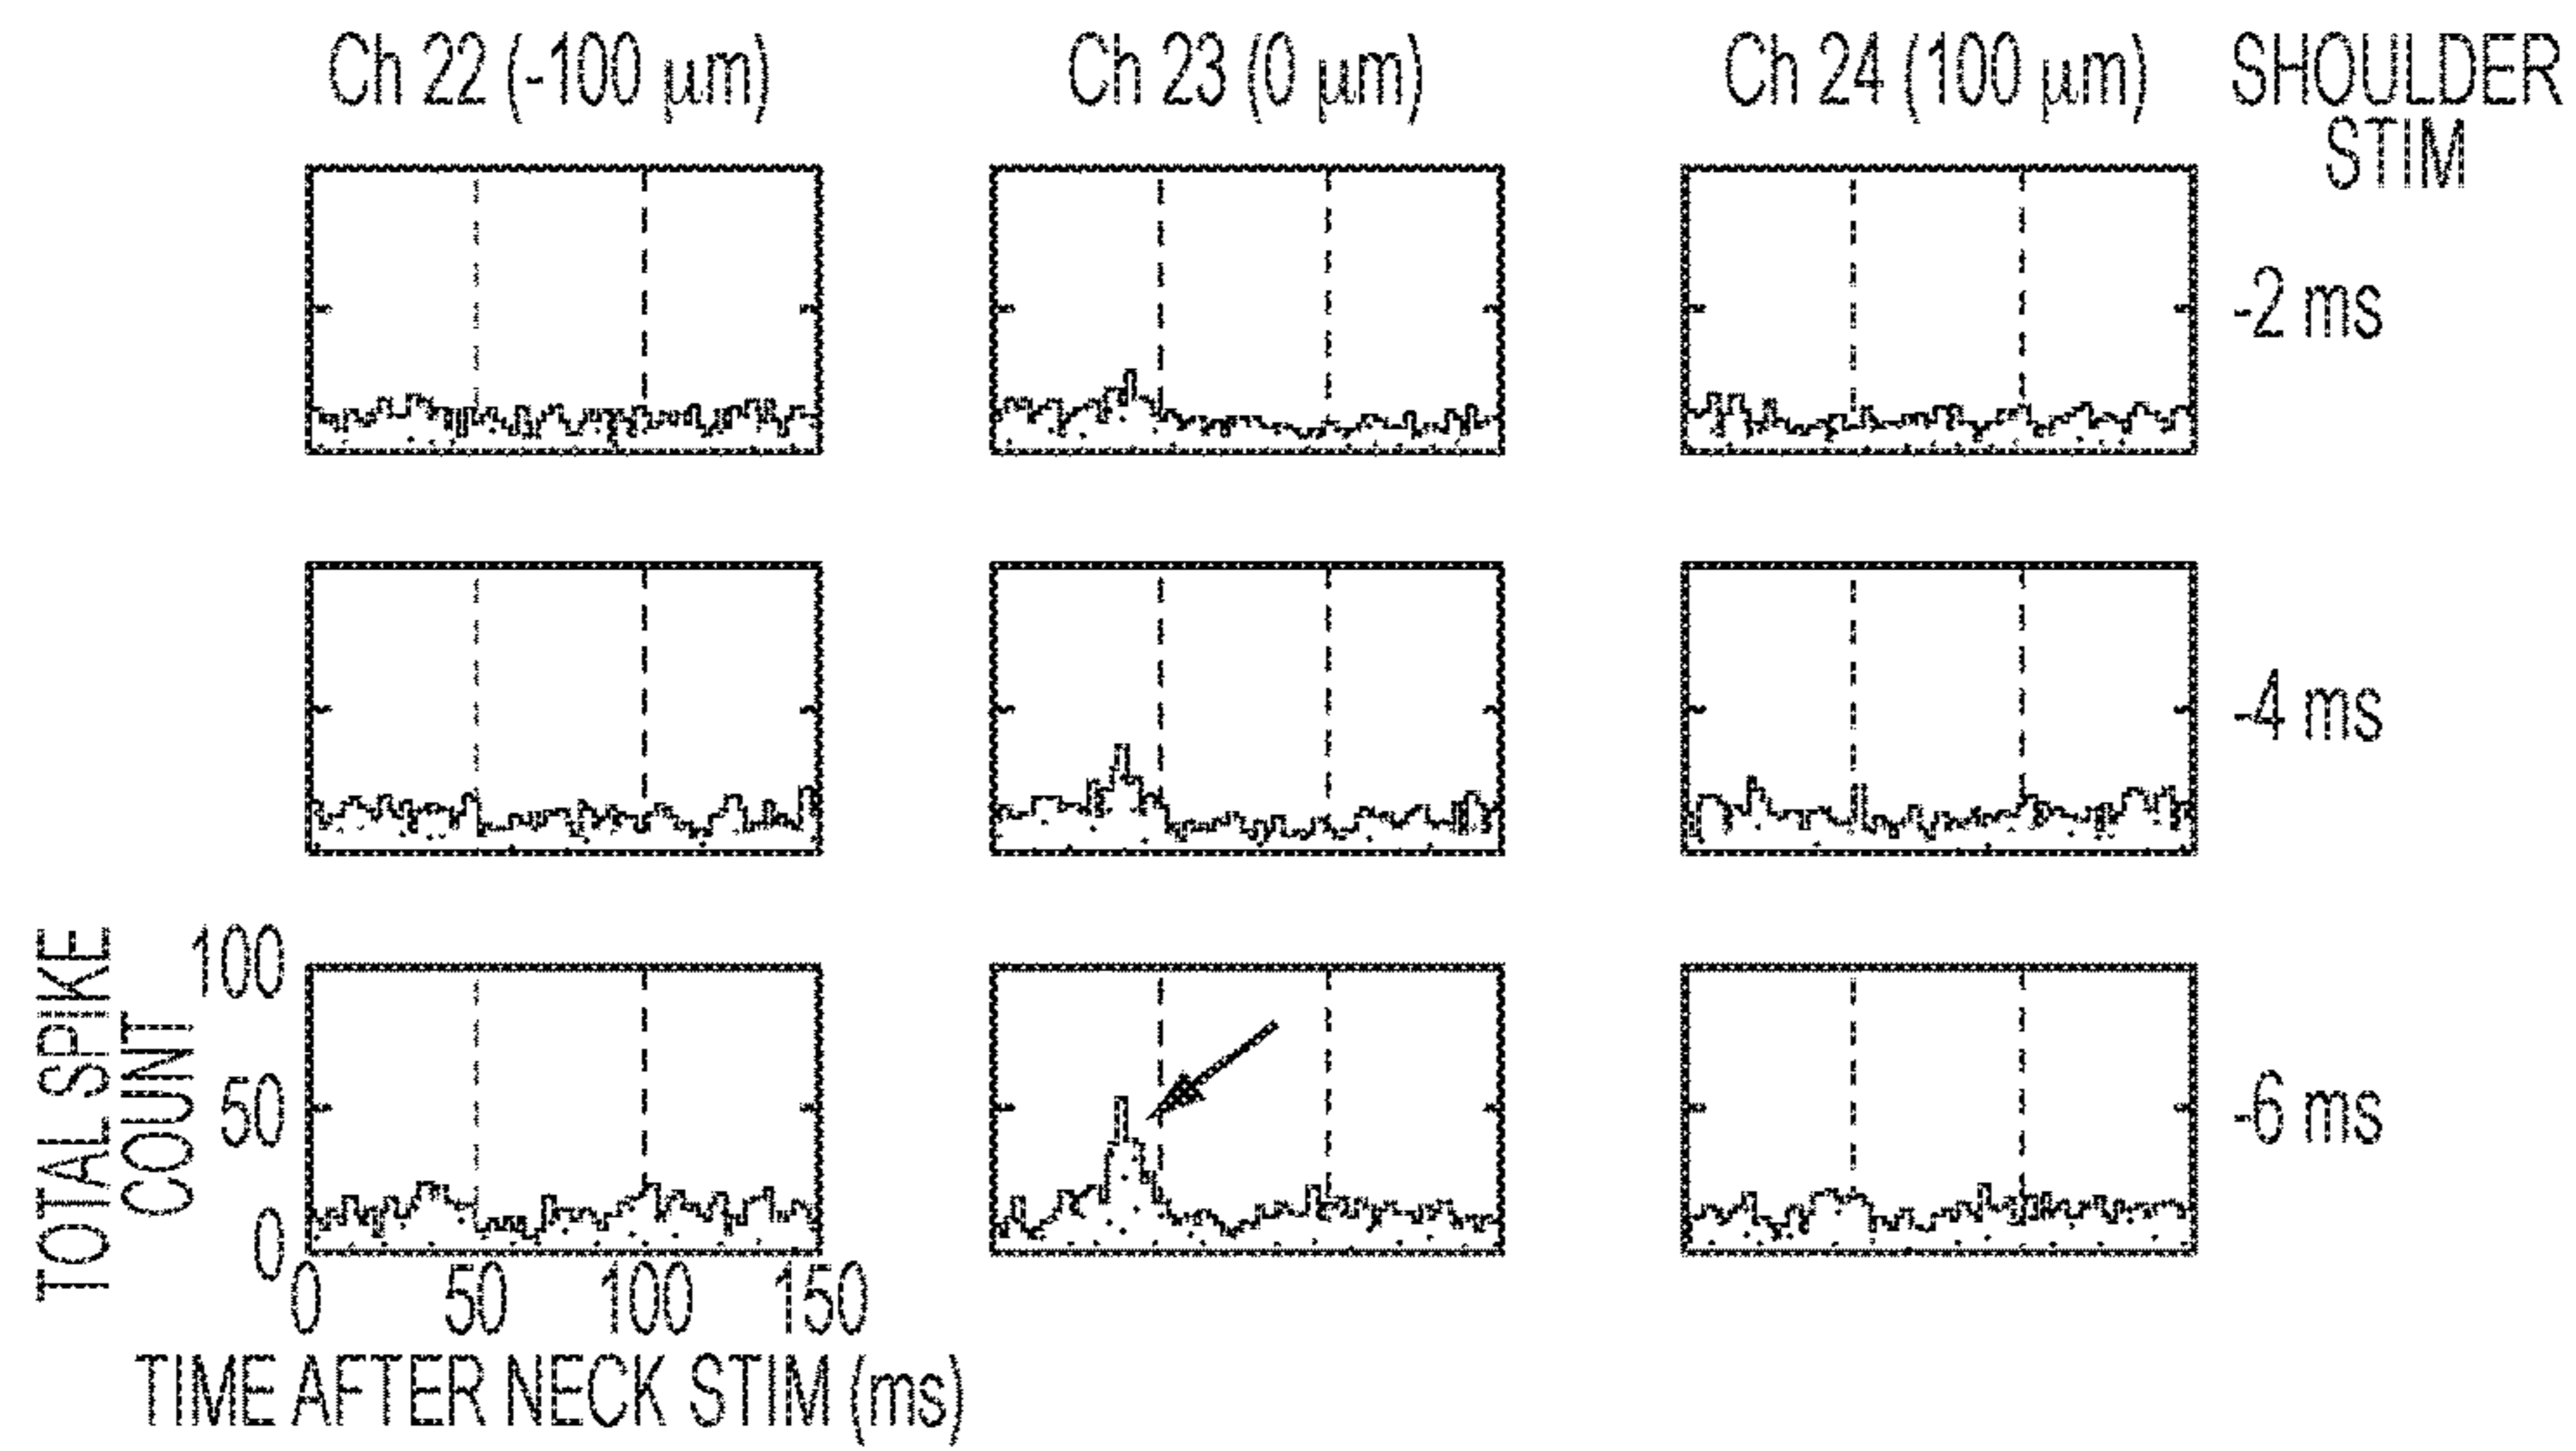 Ch 22 (-100 μm)
Ch 23 (0 μm)
Ch 24 (100 μm)
SHOULDER
STIM
-2 ms
-4 ms
-6 ms
TOTAL SPIKE
COUNT
100
50
0
0
50
100
150
TIME AFTER NECK STIM (ms)